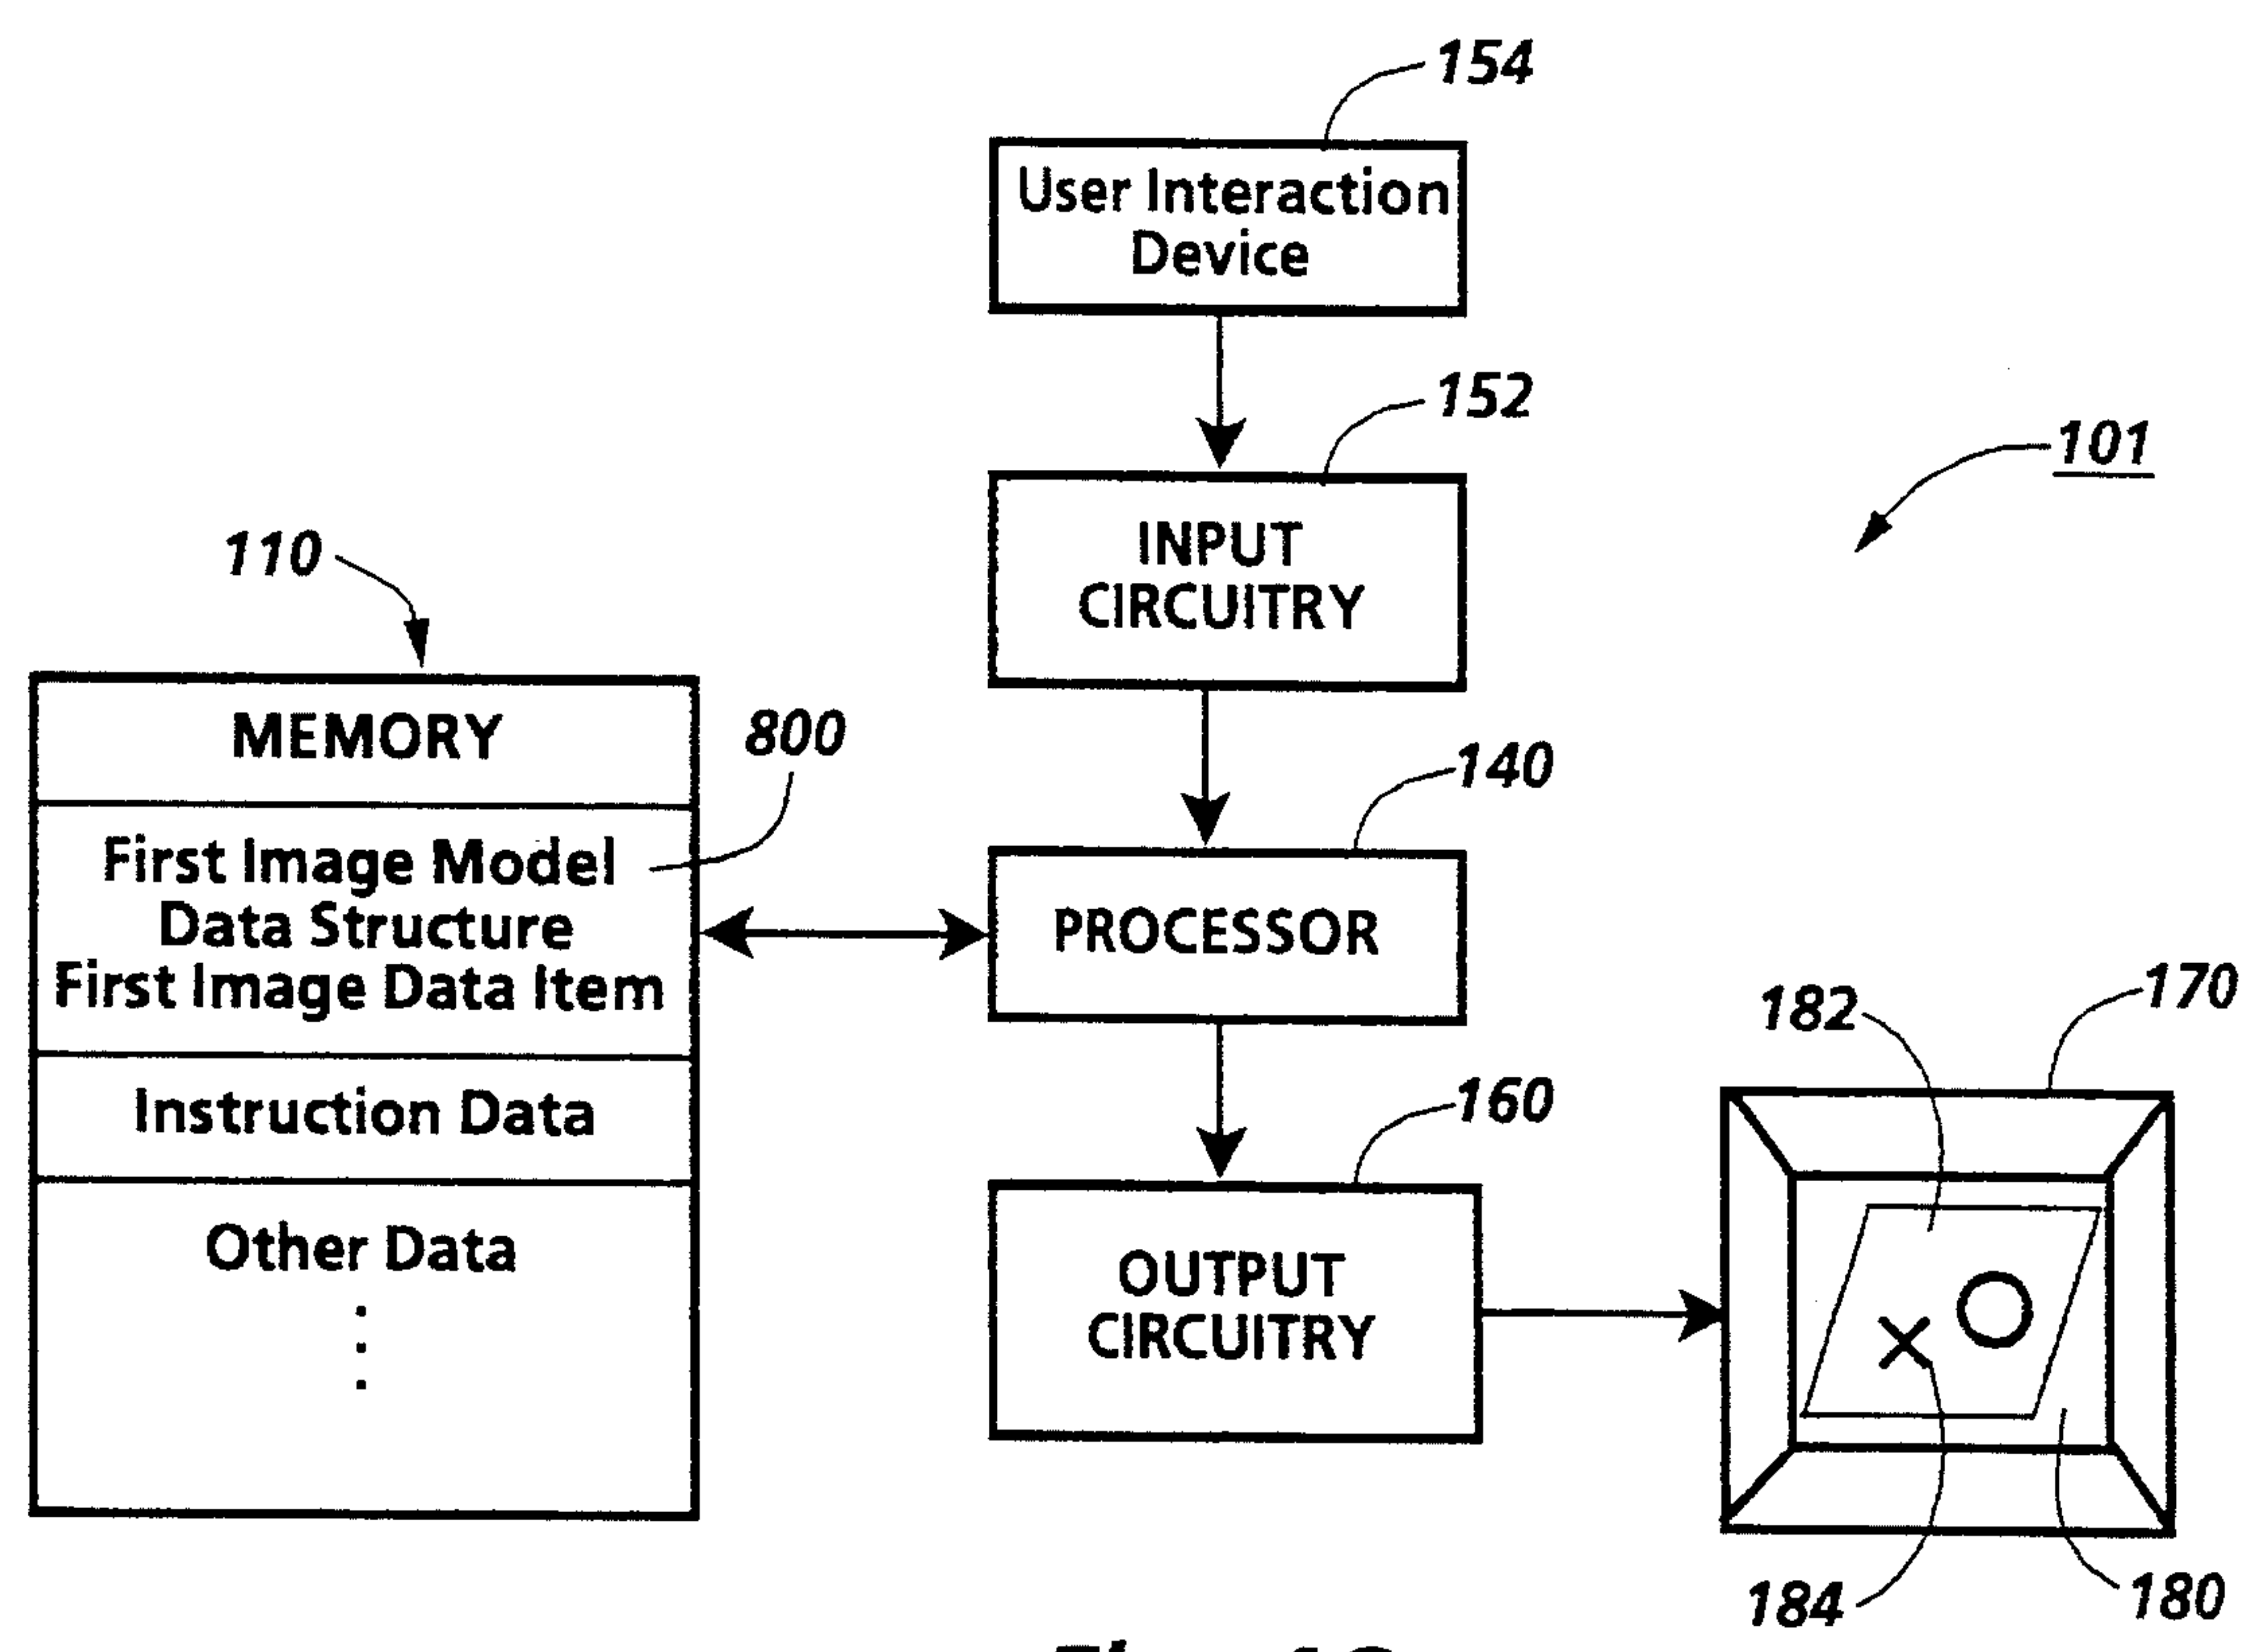 154
User Interaction
Device
152
INPUT
CIRCUITRY
101
110
MEMORY
800
First Image Model
Data Structure
First Image Data Item
Instruction Data
Other Data
140
PROCESSOR
160
OUTPUT
CIRCUITRY
182
170
184
180